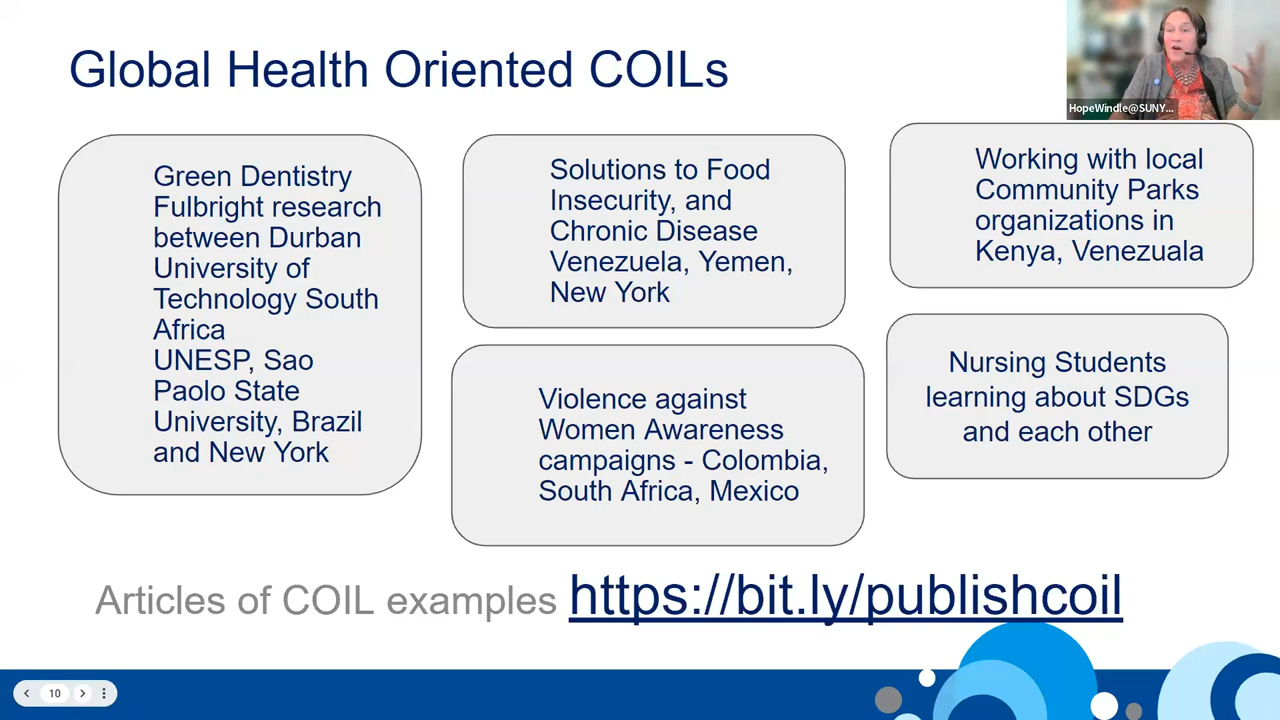 Global Health Oriented COILs
HopeWindle@SUNY...
Green Dentistry
Fulbright research
between Durban
University of
Technology South
Africa
UNESP, Sao
Paolo State
University, Brazil
and New York
Solutions to Food
Insecurity, and
Chronic Disease
Venezuela, Yemen,
New York
Violence against
Women Awareness
campaigns - Colombia,
South Africa, Mexico
Working with local
Community Parks
organizations in
Kenya, Venezuala
Nursing Students
learning about SDGs
and each other
Articles of COIL examples https://bit.ly/publishcoil
10